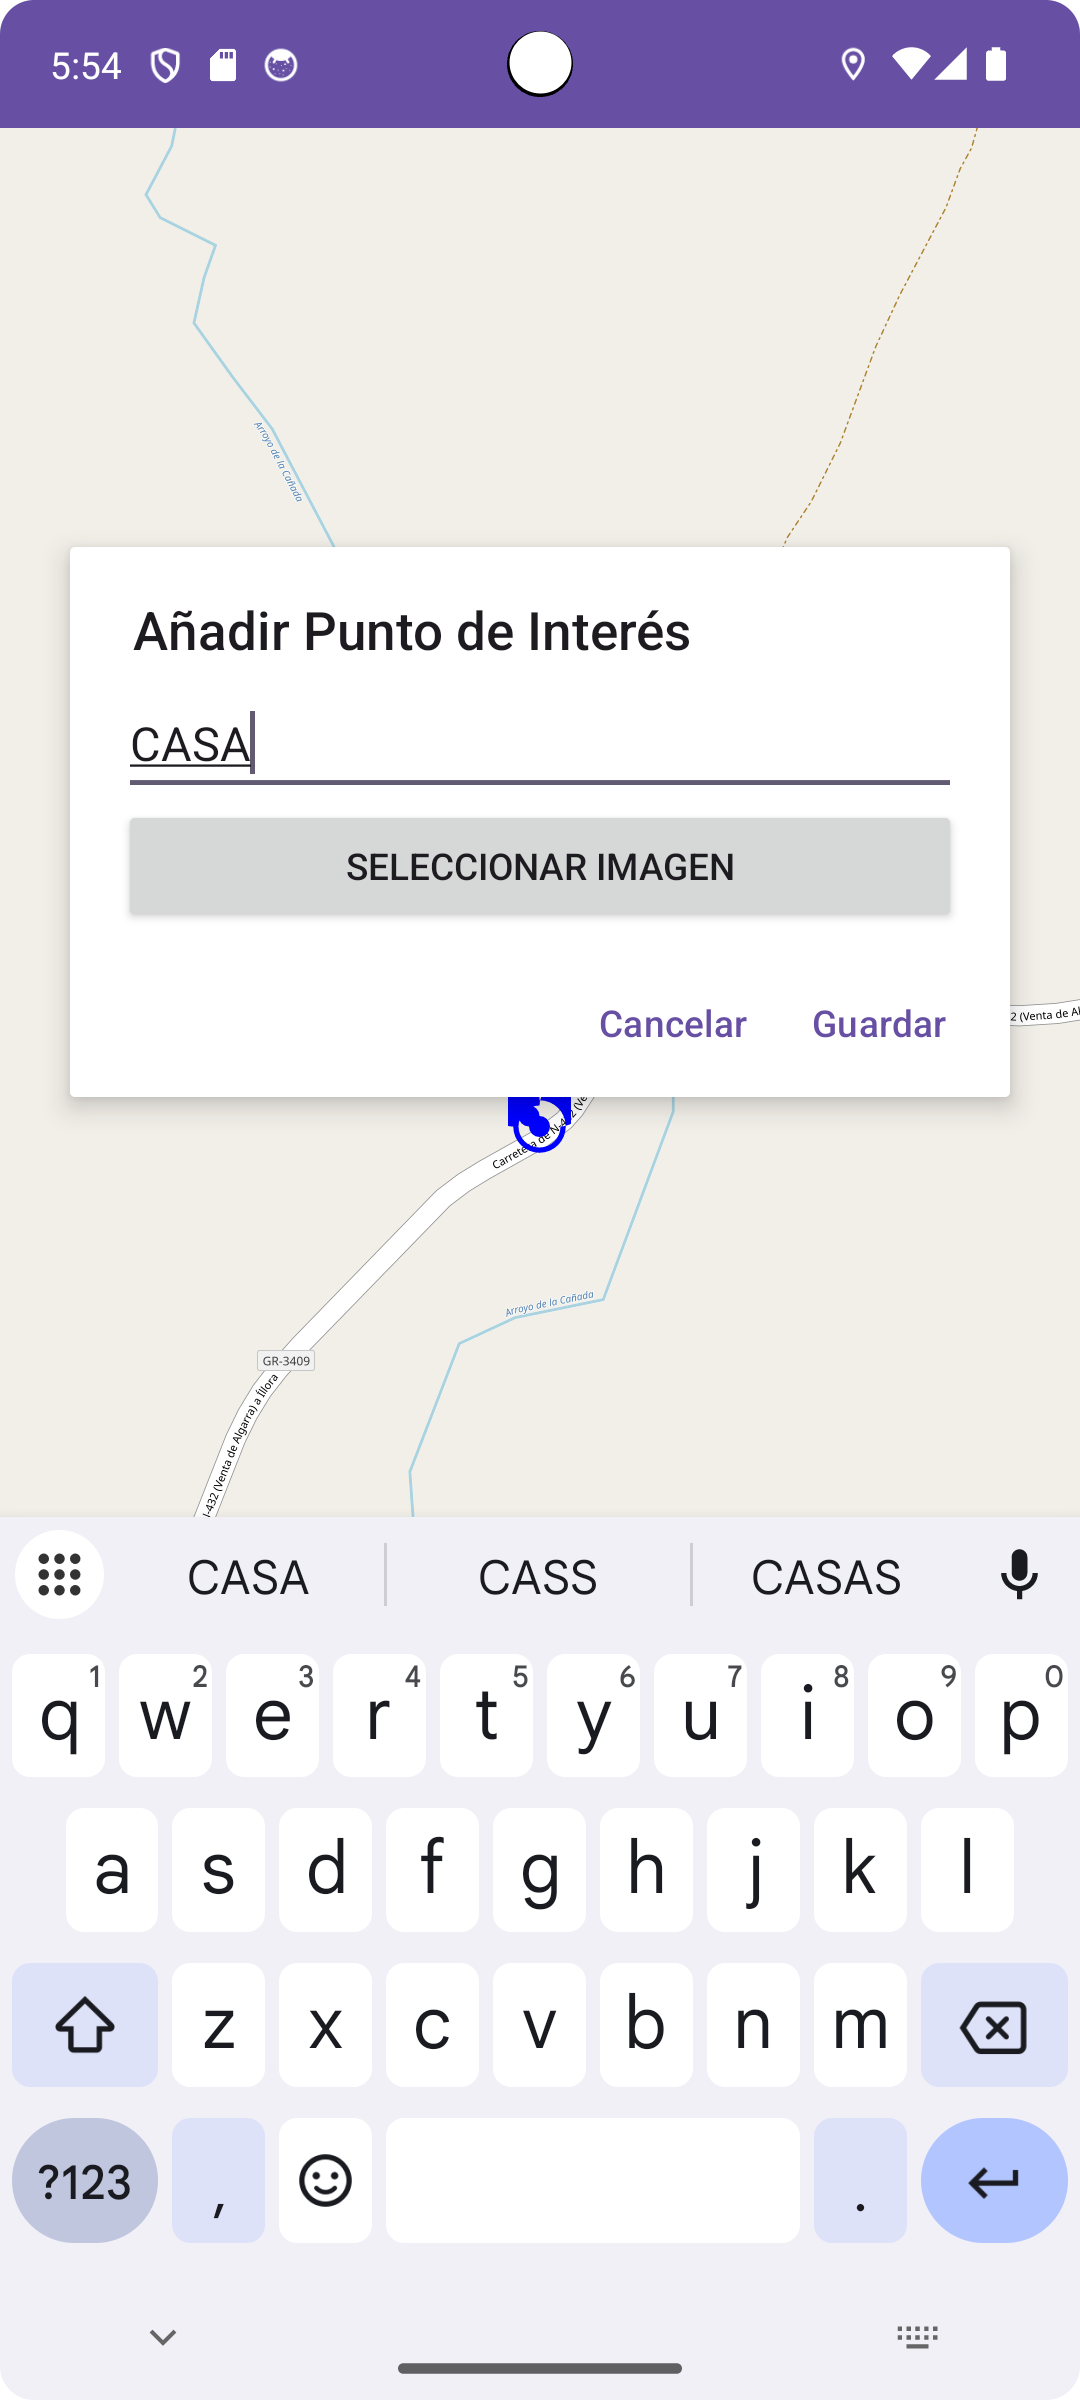 5:54
Arroyo de la Cañada
Añadir Punto de Interés
CASA
SELECCIONAR IMAGEN
Cancelar Guardar
2 (Venta de Al
Carretera de N-432 (Ve
Arroyo de la Cañada
GR-3409
-432 (Venta de Algarra) a Íllora
CASA CASS CASAS
q 1 w 2 e 3 r 4 t 5 y 6 u 7 i 8 o 9 p 0
a s d f g h j k l
z x c v b n m
?123 , .